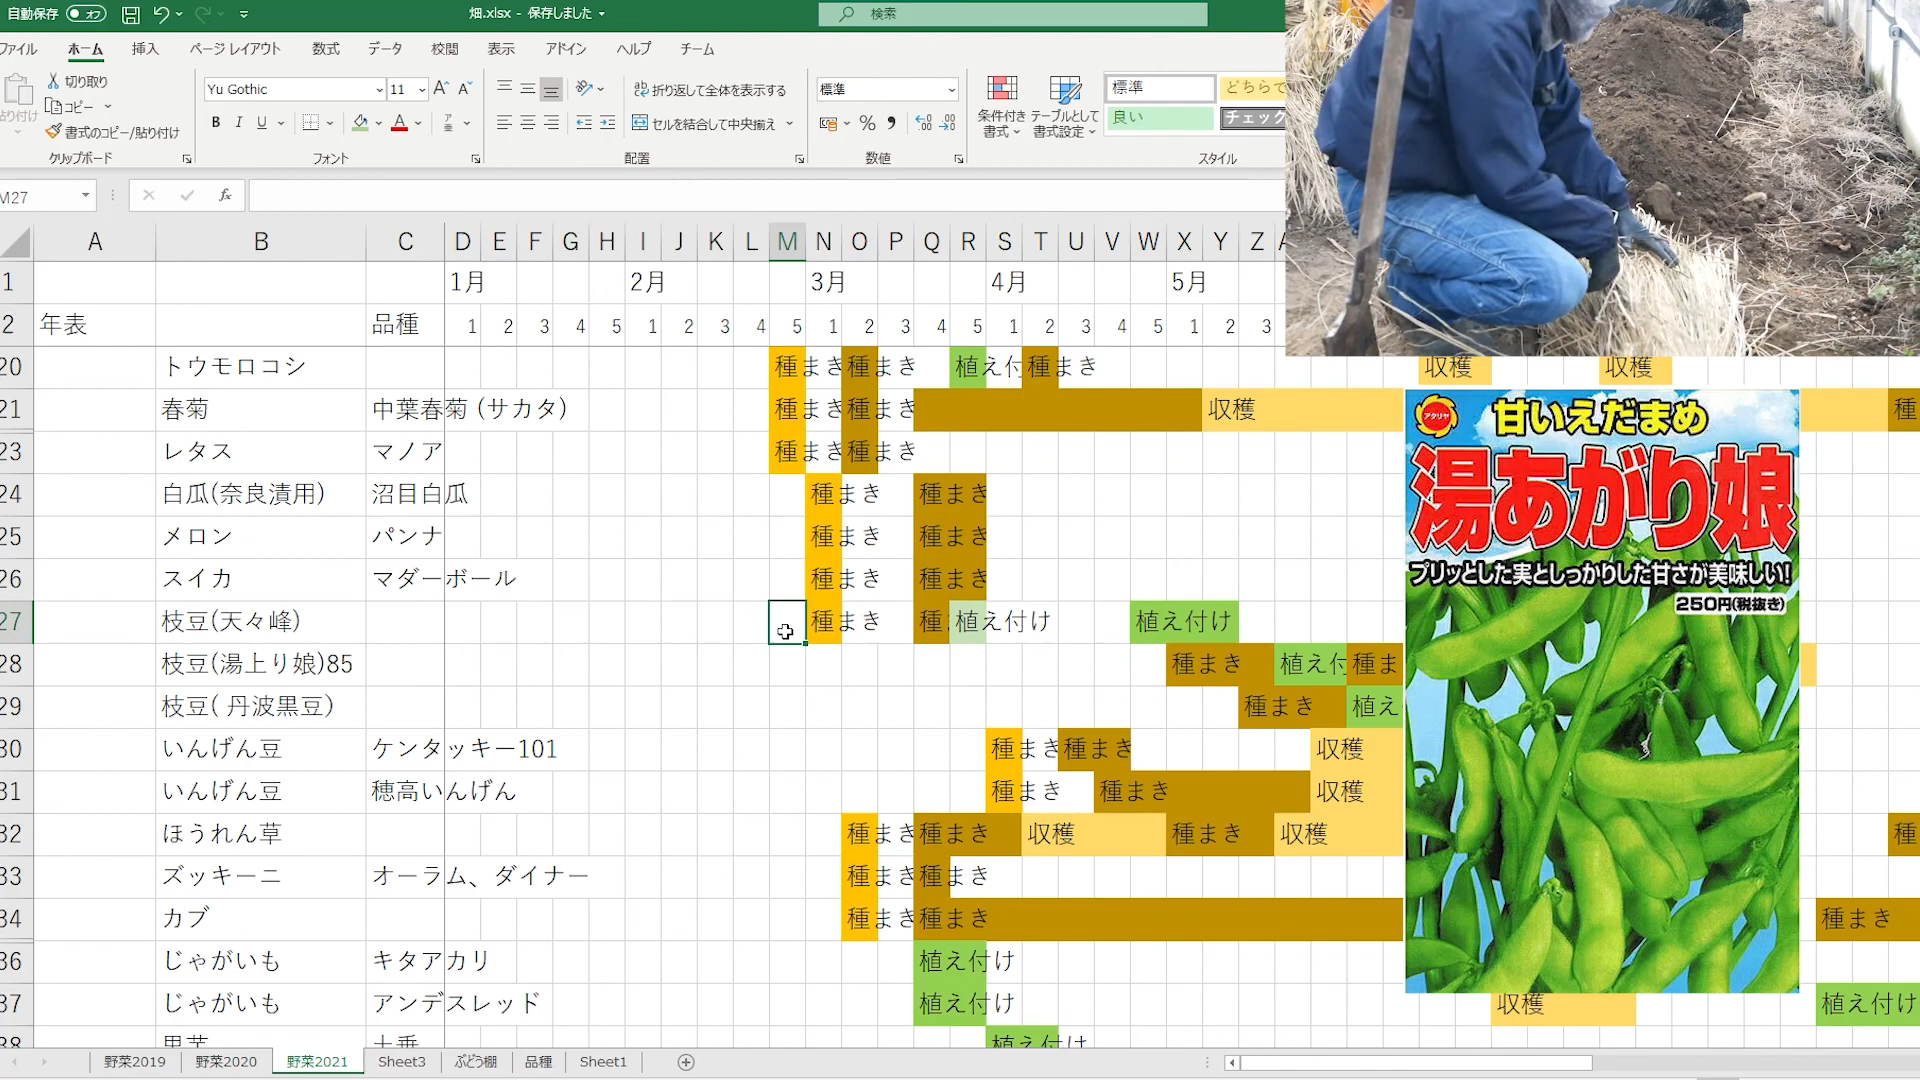 自動保存 オフ 畑.xlsx - 保存しました 検索
ファイル ホーム 挿入 ページ レイアウト 数式 データ 校閲 表示 アドイン ヘルプ チーム
切り取り
コピー
書式のコピー/貼り付け
クリップボード
Yu Gothic 11
B I U
フォント
折り返して全体を表示する
セルを結合して中央揃え
配置
標準
数値
条件付き書式
テーブルとして書式設定
標準
良い
チェック
スタイル
M27
fx
A B C D E F G H I J K L M N O P Q R S T U V W X Y Z
1 1月 2月 3月 4月 5月
2 年表 品種 1 2 3 4 5 1 2 3 4 5 1 2 3 4 5 1 2 3 4 5 1 2 3
20 トウモロコシ 種まき 種まき 植え付 種まき 収穫 収穫
21 春菊 中葉春菊 (サカタ) 種まき 種まき 収穫 種
23 レタス マノア 種まき 種まき
24 白瓜(奈良漬用) 沼目白瓜 種まき 種まき
25 メロン パンナ 種まき 種まき
26 スイカ マダーボール 種まき 種まき
27 枝豆(天々峰) 種まき 種 植え付け 植え付け
28 枝豆(湯上り娘)85 種まき 植え付 種ま
29 枝豆( 丹波黒豆) 種まき 植え
30 いんげん豆 ケンタッキー101 種まき 種まき 収穫
31 いんげん豆 穂高いんげん 種まき 種まき 収穫
32 ほうれん草 種まき 種まき 収穫 種まき 収穫 種
33 ズッキーニ オーラム、ダイナー 種まき 種まき
34 カブ 種まき 種まき 種まき
36 じゃがいも キタアカリ 植え付け
37 じゃがいも アンデスレッド 植え付け 収穫 植え付け
38 植え付け
アタリヤ
甘いえだまめ
湯あがり娘
プリッとした実としっかりした甘さが美味しい!
250円(税抜き)
野菜2019 野菜2020 野菜2021 Sheet3 ぶどう棚 品種 Sheet1